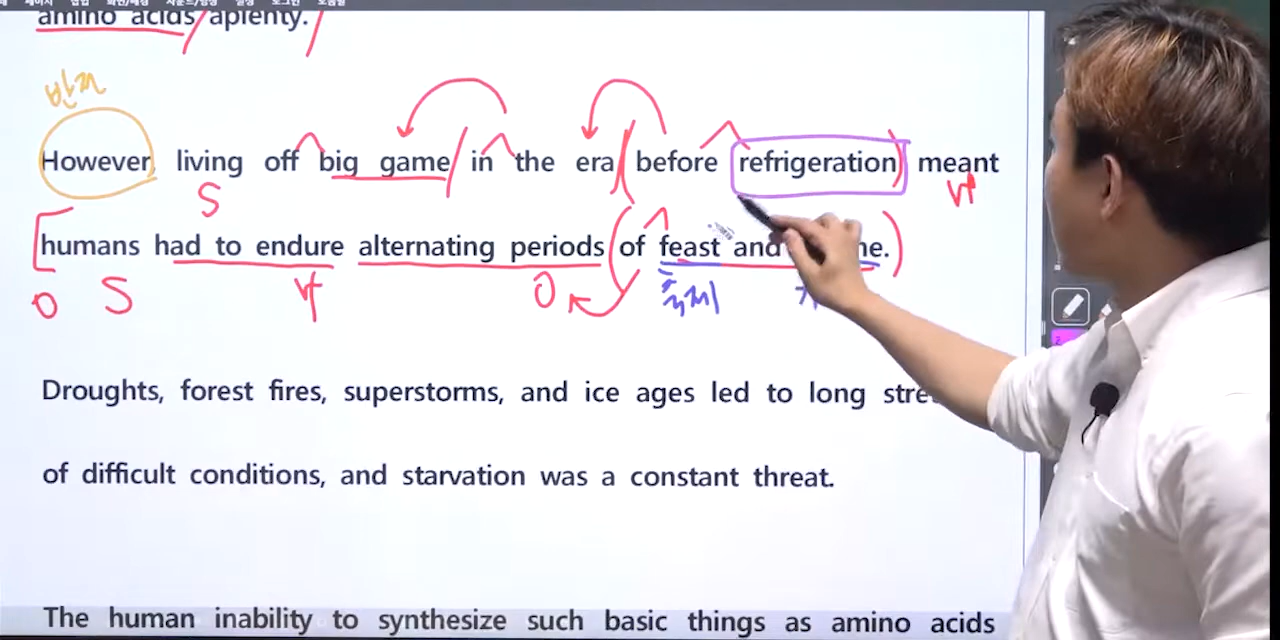 amino acids aplenty.
반전
However, living off big game in the era before refrigeration meant
S
humans had to endure alternating periods of feast and
O S V O 축제
Droughts, forest fires, superstorms, and ice ages led to long
of difficult conditions, and starvation was a constant threat.
The human inability to synthesize such basic things as amino acids